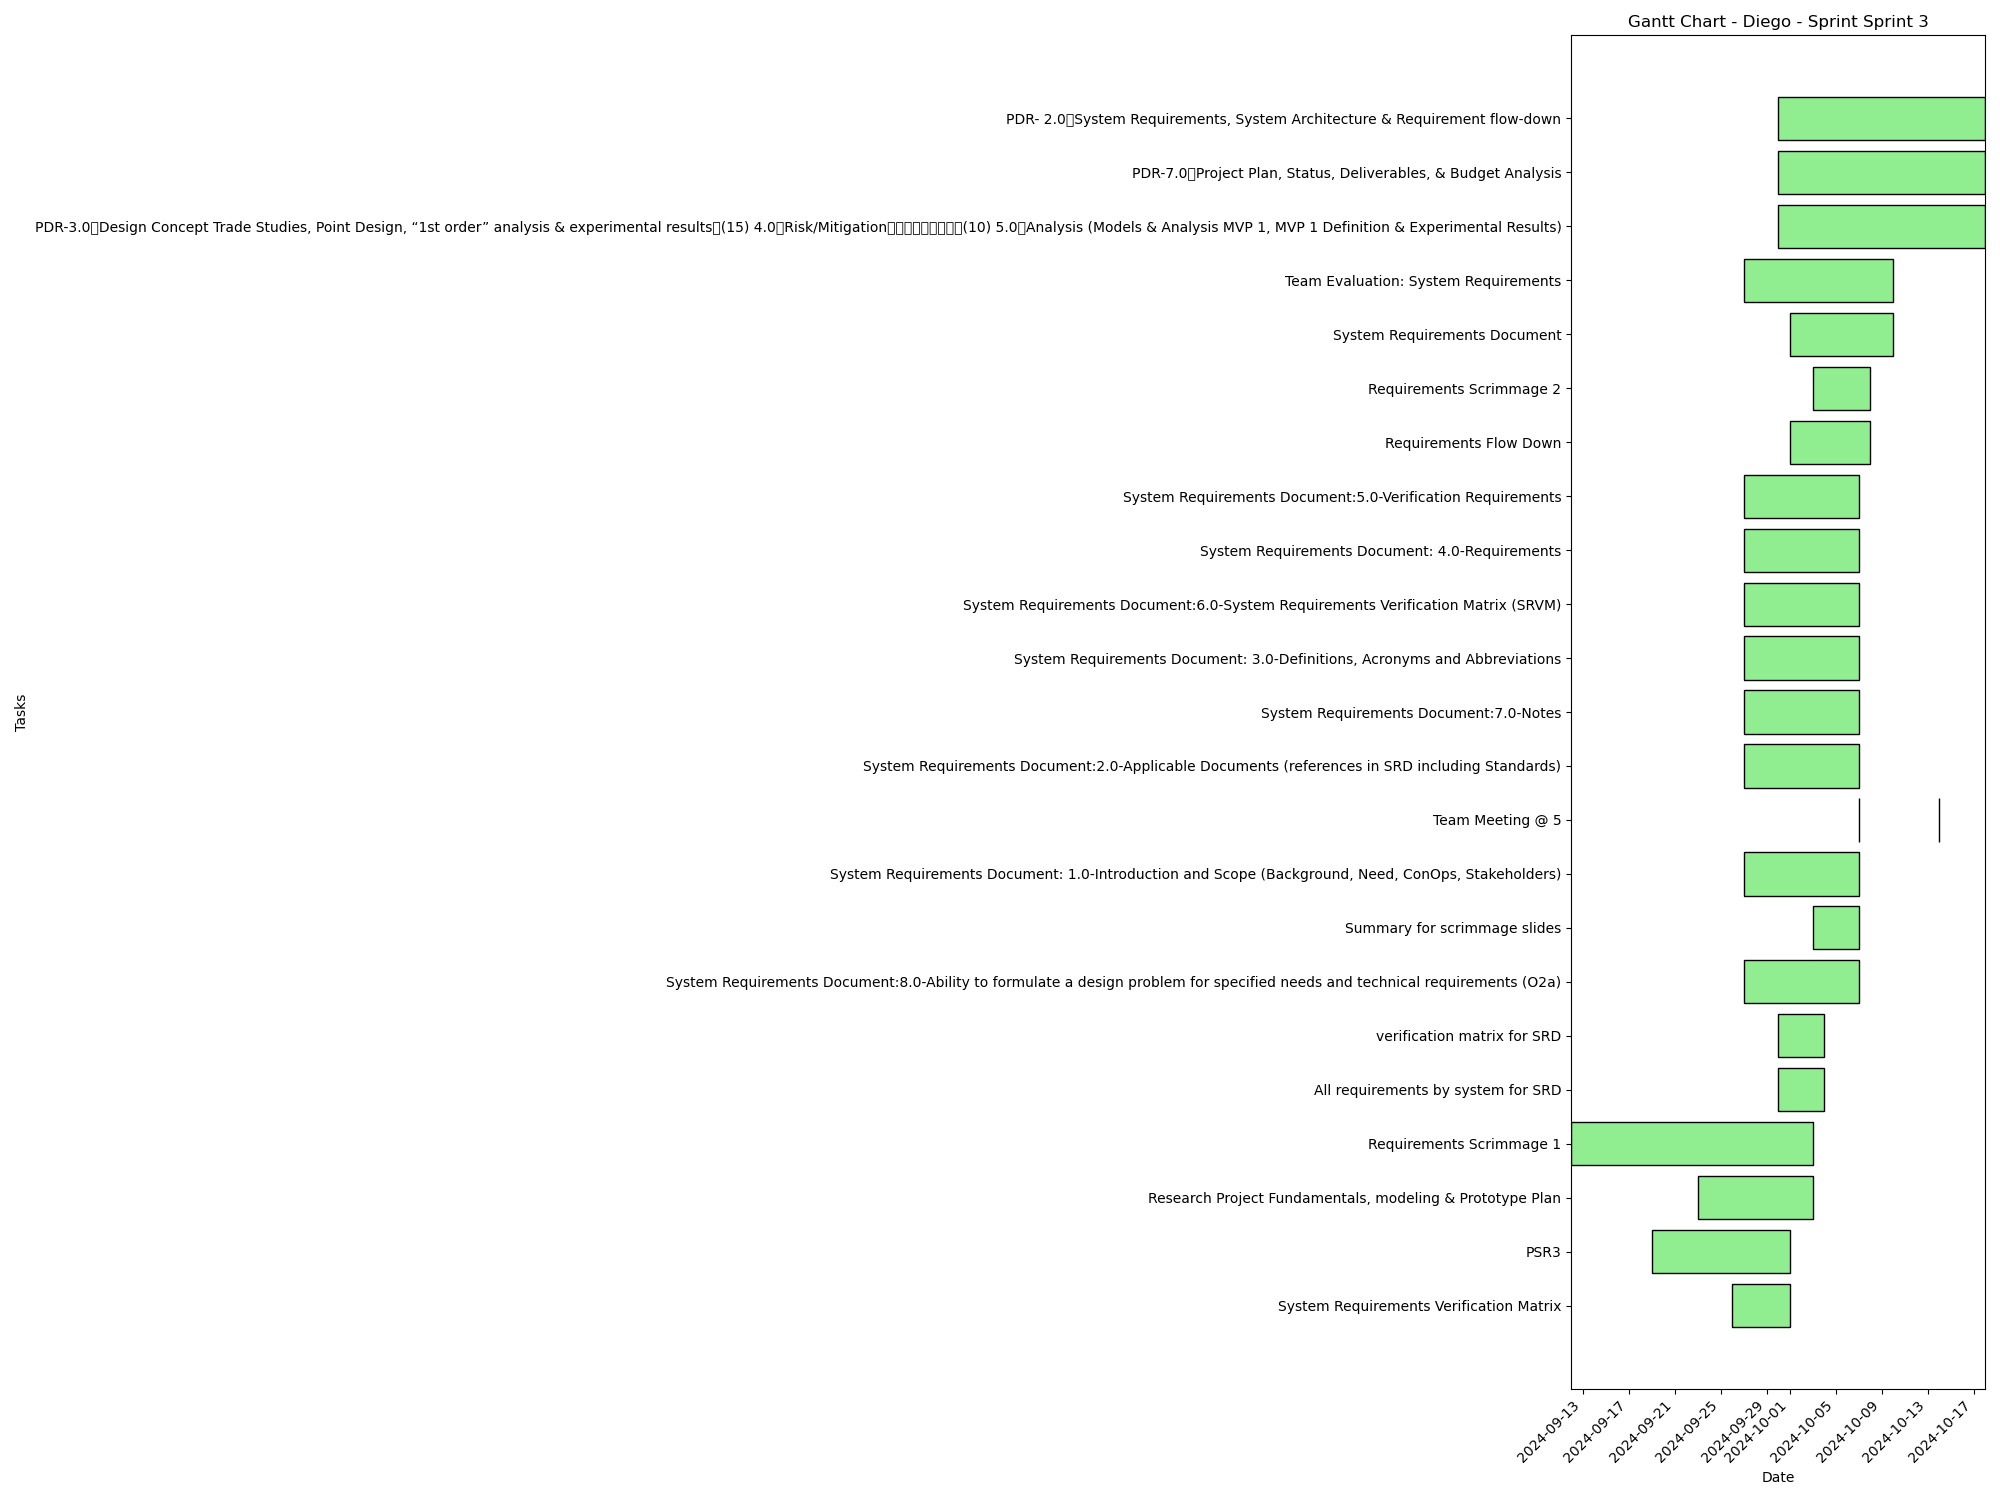 Gantt Chart - Diego - Sprint Sprint 3
PDR- 2.0▯System Requirements, System Architecture & Requirement flow-down
PDR-7.0▯Project Plan, Status, Deliverables, & Budget Analysis
PDR-3.0▯Design Concept Trade Studies, Point Design, “1st order” analysis & experimental results▯(15) 4.0▯Risk/Mitigation▯▯▯▯▯▯▯▯▯(10) 5.0▯Analysis (Models & Analysis MVP 1, MVP 1 Definition & Experimental Results)
Team Evaluation: System Requirements
System Requirements Document
Requirements Scrimmage 2
Requirements Flow Down
System Requirements Document:5.0-Verification Requirements
System Requirements Document: 4.0-Requirements
System Requirements Document:6.0-System Requirements Verification Matrix (SRVM)
System Requirements Document: 3.0-Definitions, Acronyms and Abbreviations
System Requirements Document:7.0-Notes
System Requirements Document:2.0-Applicable Documents (references in SRD including Standards)
Team Meeting @ 5
System Requirements Document: 1.0-Introduction and Scope (Background, Need, ConOps, Stakeholders)
Summary for scrimmage slides
System Requirements Document:8.0-Ability to formulate a design problem for specified needs and technical requirements (O2a)
verification matrix for SRD
All requirements by system for SRD
Requirements Scrimmage 1
Research Project Fundamentals, modeling & Prototype Plan
PSR3
System Requirements Verification Matrix
Tasks
2024-09-13
2024-09-17
2024-09-21
2024-09-25
2024-09-29
2024-10-01
2024-10-05
2024-10-09
2024-10-13
2024-10-17
Date